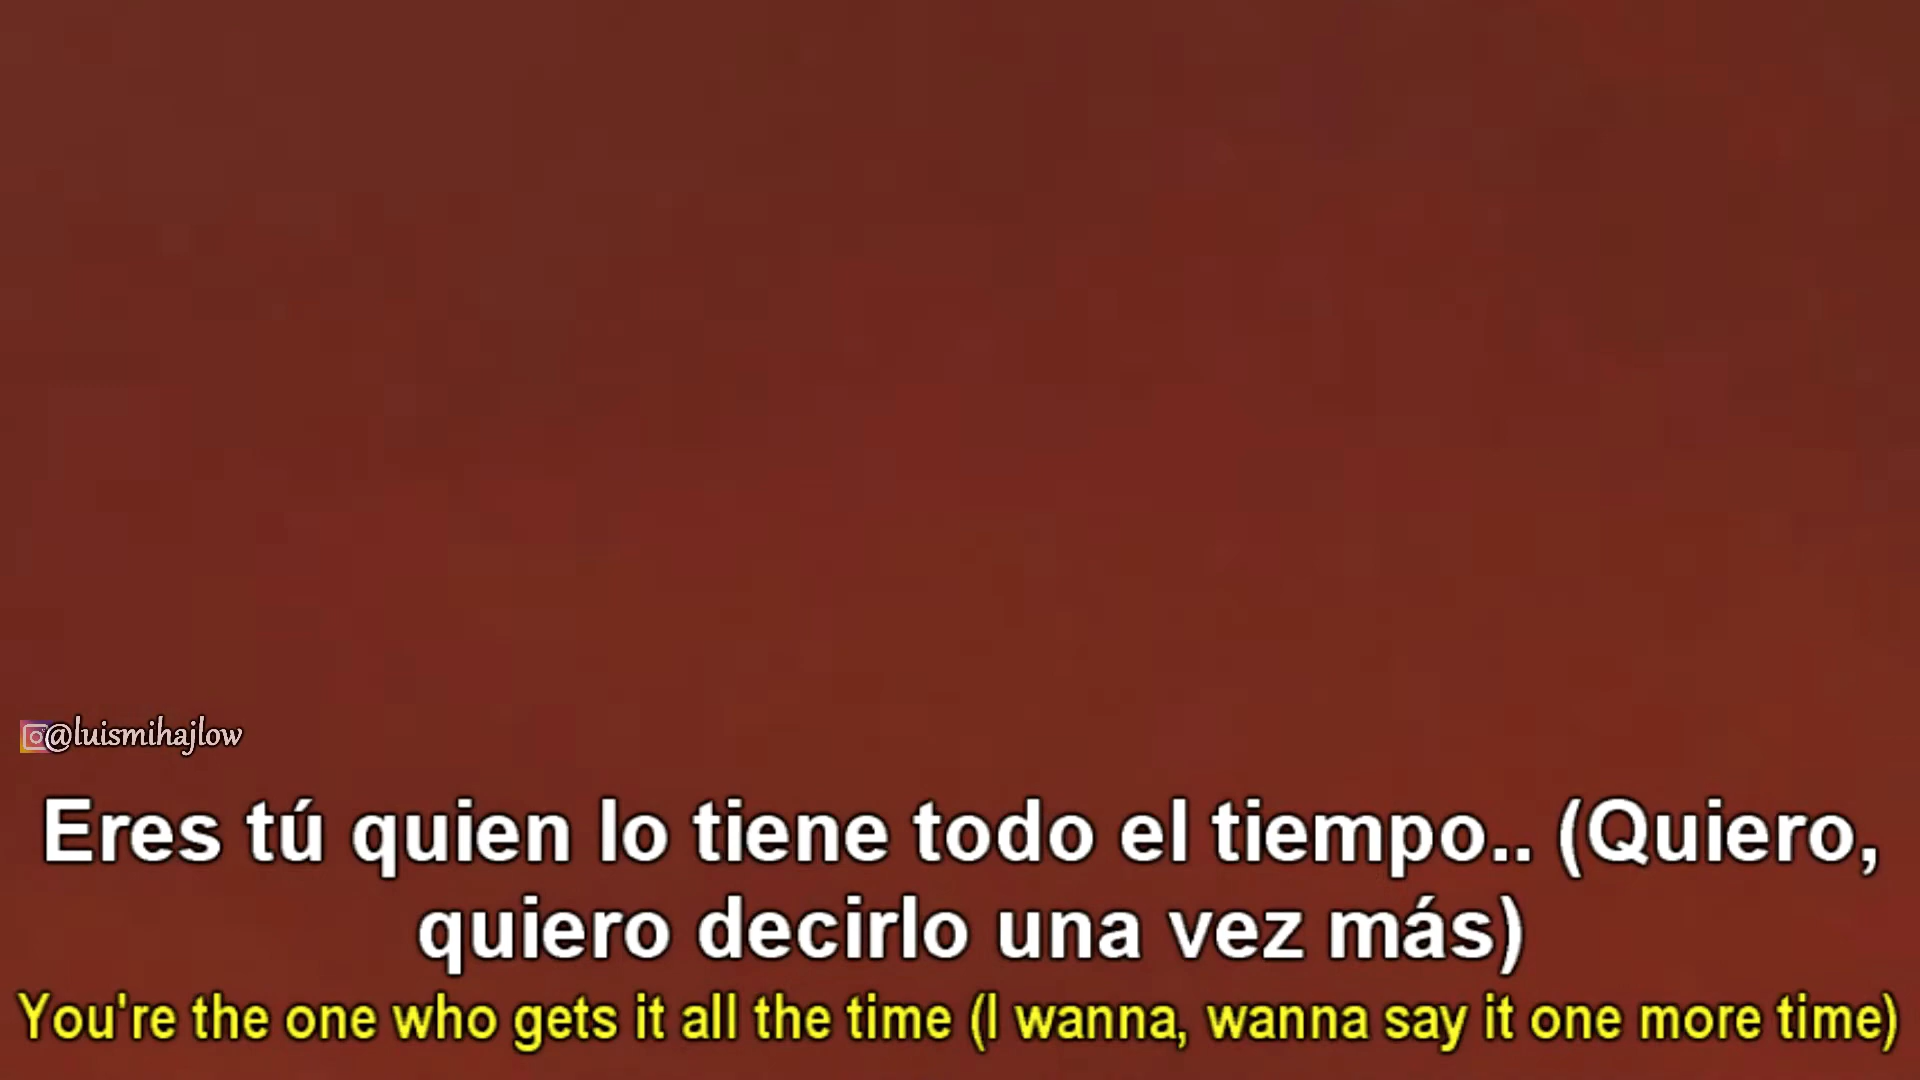 @luismihajlow
Eres tú quien lo tiene todo el tiempo.. (Quiero,
quiero decirlo una vez más)
You're the one who gets it all the time (I wanna, wanna say it one more time)